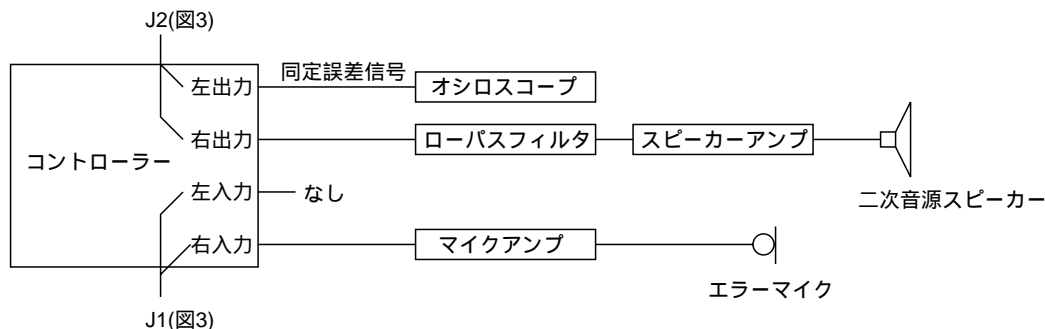 J2(図3)
同定誤差信号
左出力
オシロスコープ
右出力
ローパスフィルタ
スピーカーアンプ
コントローラー
左入力
なし
二次音源スピーカー
右入力
マイクアンプ
エラーマイク
J1(図3)